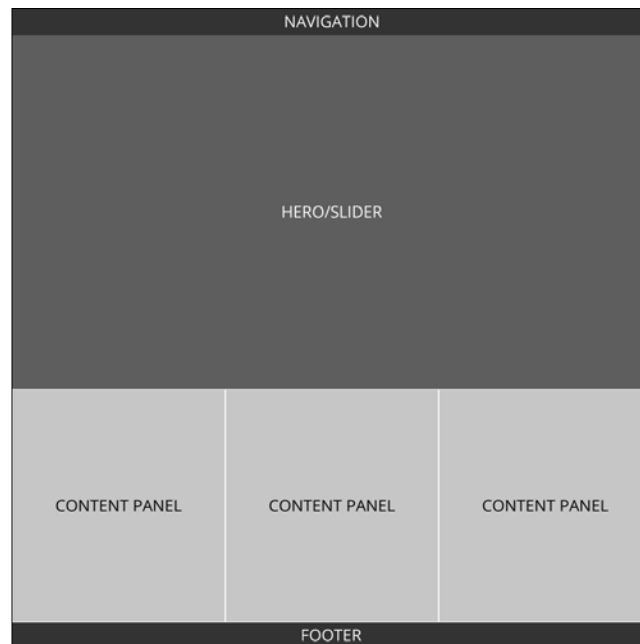 NAVIGATION
HERO/SLIDER
CONTENT PANEL
CONTENT PANEL
CONTENT PANEL
FOOTER